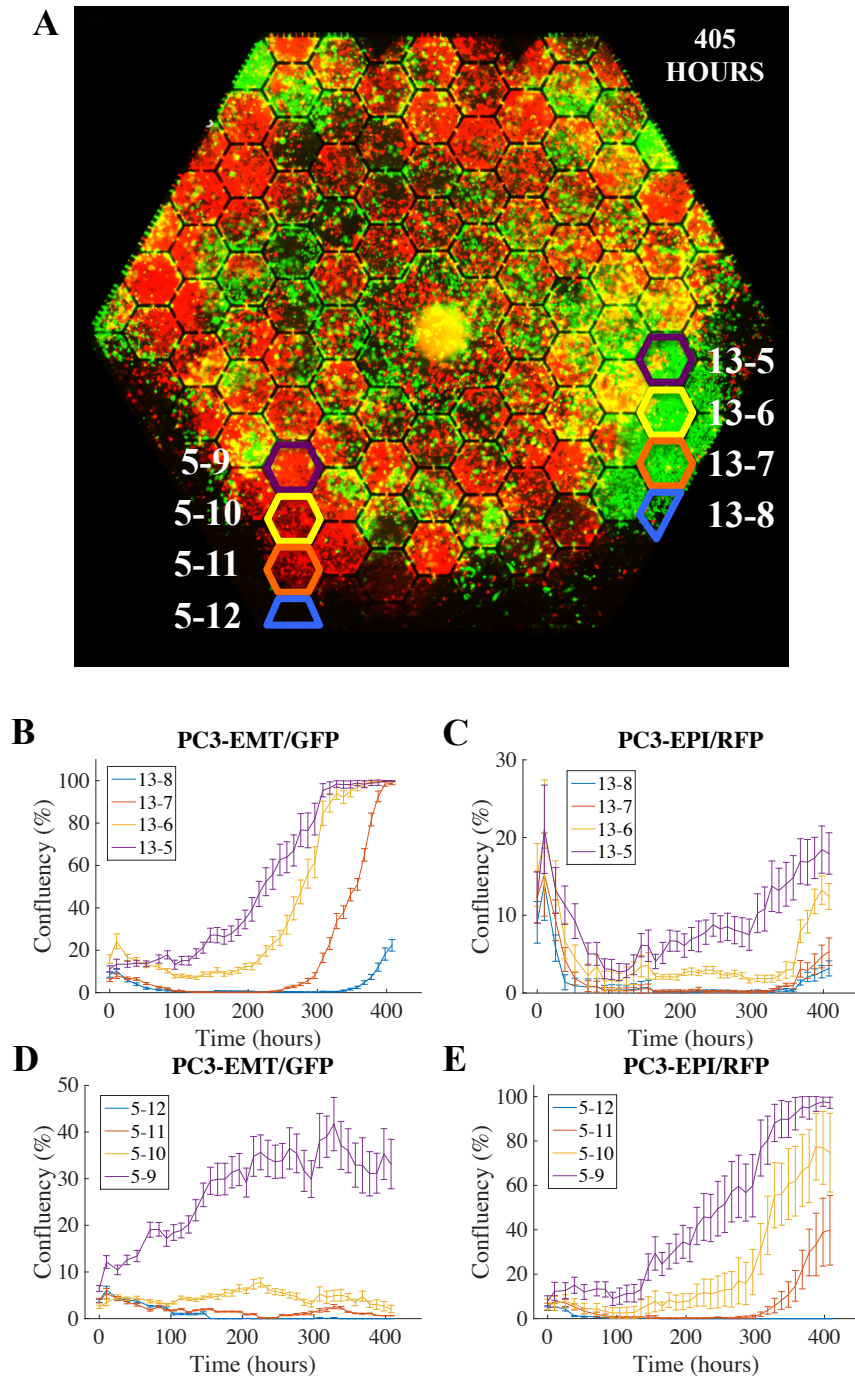 A
405
HOURS
13-5
13-6
13-7
13-8
5-9
5-10
5-11
5-12
B
PC3-EMT/GFP
13-8
13-7
13-6
13-5
100
80
60
40
20
0
Confluency (%)
0 100 200 300 400
Time (hours)
C
PC3-EPI/RFP
13-8
13-7
13-6
13-5
30
20
10
0
Confluency (%)
0 100 200 300 400
Time (hours)
D
PC3-EMT/GFP
5-12
5-11
5-10
5-9
50
40
30
20
10
0
Confluency (%)
0 100 200 300 400
Time (hours)
E
PC3-EPI/RFP
5-12
5-11
5-10
5-9
100
80
60
40
20
0
Confluency (%)
0 100 200 300 400
Time (hours)